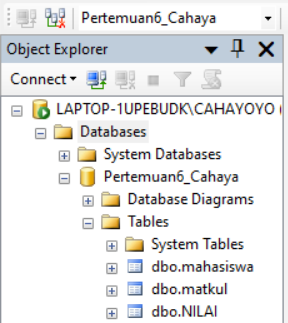 Pertemuan6_Cahaya
Object Explorer
Connect
LAPTOP-1UPEBUDK\CAHAYOYO (
Databases
System Databases
Pertemuan6_Cahaya
Database Diagrams
Tables
System Tables
dbo.mahasiswa
dbo.matkul
dbo.NILAI